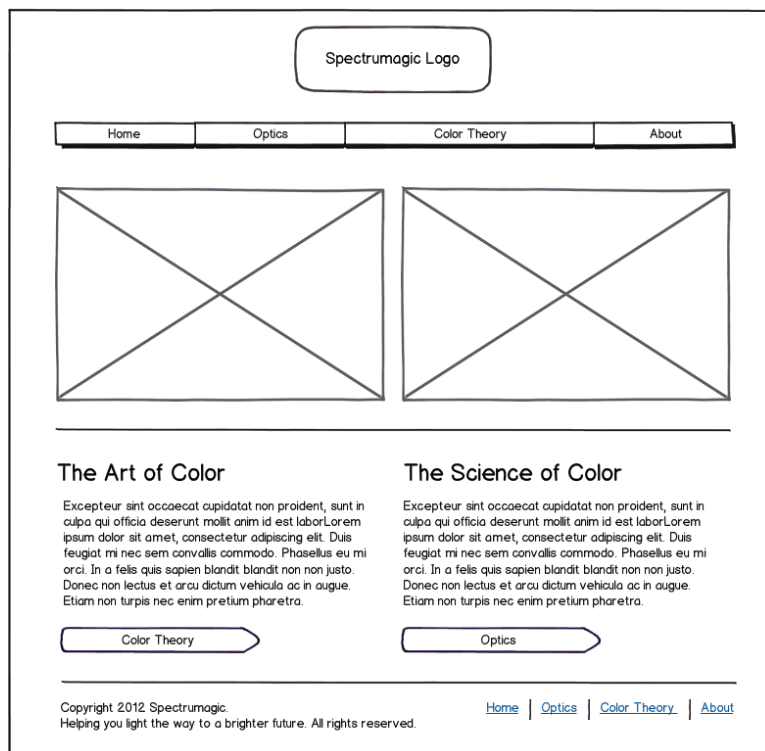 Spectrumagic Logo
Home Optics Color Theory About
The Art of Color
Excepteur sint occaecat cupidatat non proident, sunt in
culpa qui officia deserunt mollit anim id est laborLorem
ipsum dolor sit amet, consectetur adipiscing elit. Duis
feugiat mi nec sem convallis commodo. Phasellus eu mi
orci. In a felis quis sapien blandit blandit non non justo.
Donec non lectus et arcu dictum vehicula ac in augue.
Etiam non turpis nec enim pretium pharetra.
Color Theory
The Science of Color
Excepteur sint occaecat cupidatat non proident, sunt in
culpa qui officia deserunt mollit anim id est laborLorem
ipsum dolor sit amet, consectetur adipiscing elit. Duis
feugiat mi nec sem convallis commodo. Phasellus eu mi
orci. In a felis quis sapien blandit blandit non non justo.
Donec non lectus et arcu dictum vehicula ac in augue.
Etiam non turpis nec enim pretium pharetra.
Optics
Copyright 2012 Spectrumagic.
Helping you light the way to a brighter future. All rights reserved.
Home Optics Color Theory About